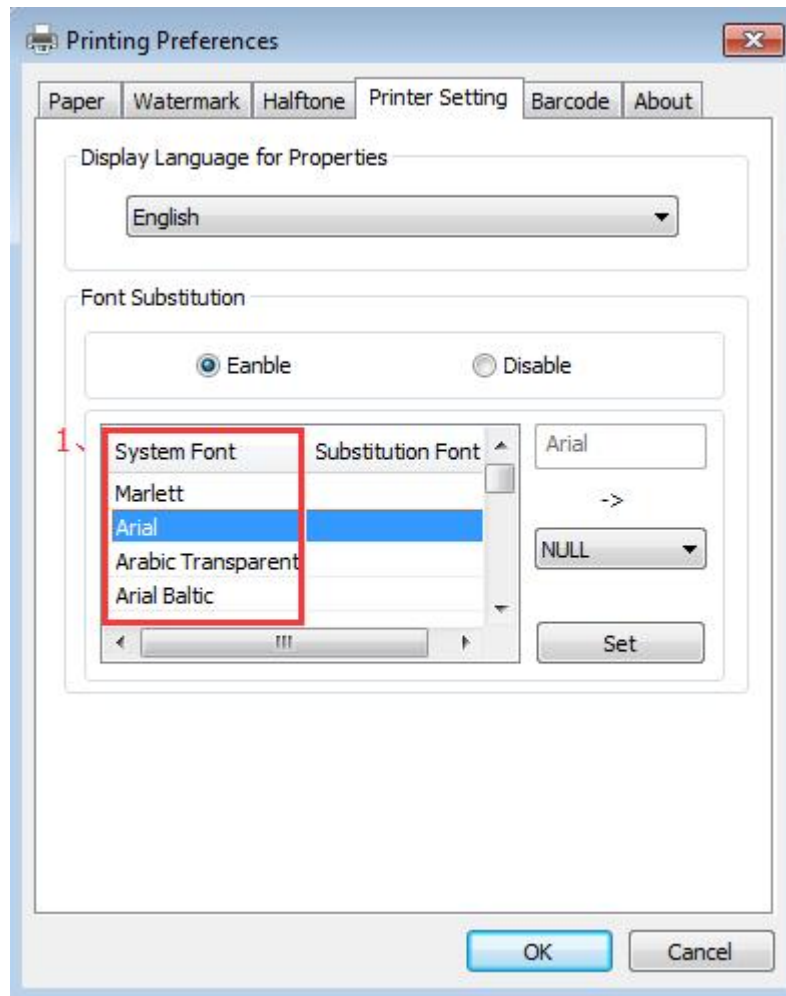 Printing Preferences
Paper Watermark Halftone Printer Setting Barcode About
Display Language for Properties
English
Font Substitution
Eanble Disable
1、
System Font Substitution Font
Marlett
Arial
Arabic Transparent
Arial Baltic
Arial
->
NULL
Set
OK Cancel